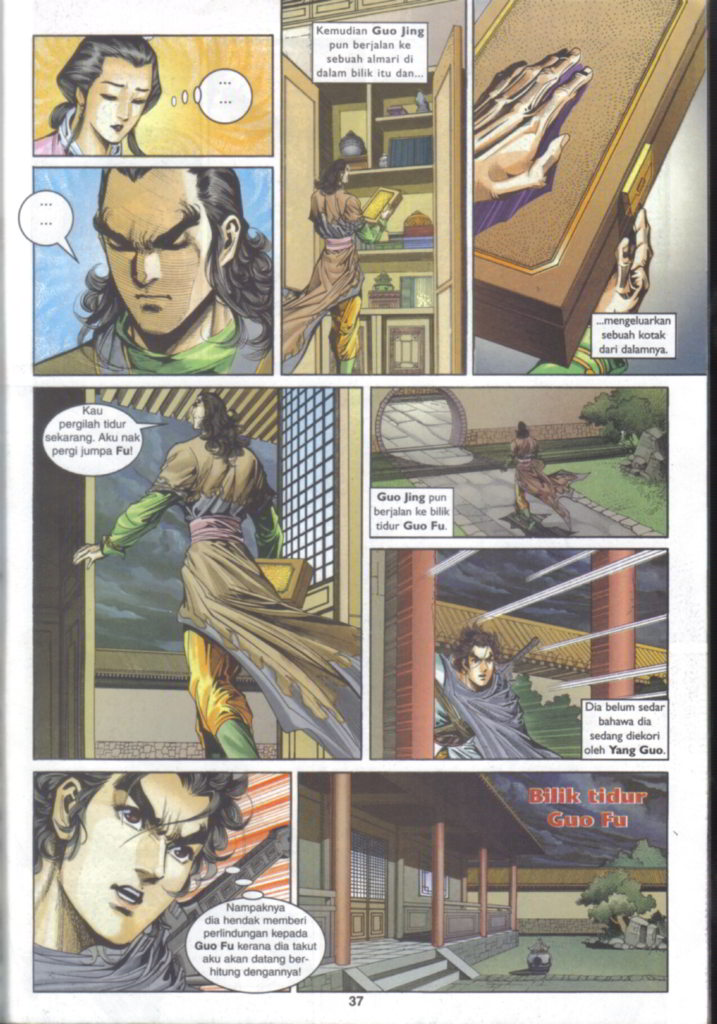 ...
...
...
...
Kemudian Guo Jing
pun berjalan ke
sebuah almari di
dalam bilik itu dan...
...mengeluarkan
sebuah kotak
dari dalamnya.
Kau
pergilah tidur
sekarang. Aku nak
pergi jumpa Fu!
Guo Jing pun
berjalan ke bilik
tidur Guo Fu.
Dia belum sedar
bahawa dia
sedang diekori
oleh Yang Guo.
Nampaknya
dia hendak memberi
perlindungan kepada
Guo Fu kerana dia takut
aku akan datang ber-
hitung dengannya!
Bilik tidur
Guo Fu
37